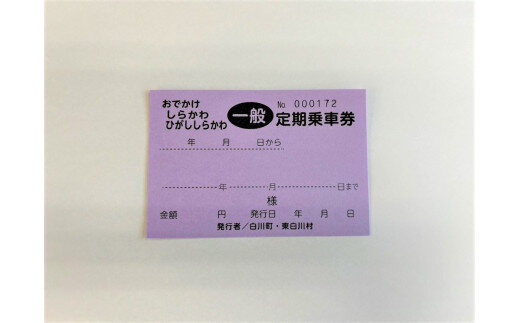 おでかけ
しらかわ
ひがししらかわ
一般
No. 000172
定期乗車券
年 月 日から
年 月 日まで
様
金額 円 発行日 年 月 日
発行者/白川町・東白川村